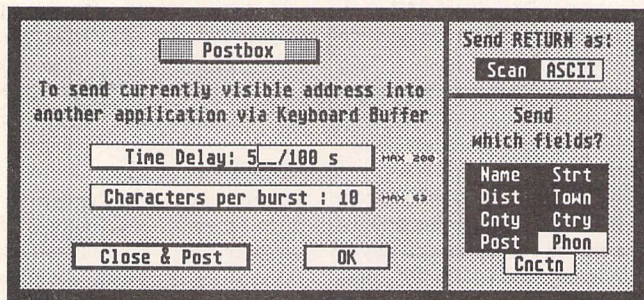 Postbox
To send currently visible address into
another application via Keyboard Buffer
Time Delay: 5__/100 s MAX 200
Characters per burst : 10 MAX 63
Close & Post OK
Send RETURN as:
Scan ASCII
Send
which fields?
Name Strt
Dist Town
Cnty Ctry
Post Phon
Cnctn